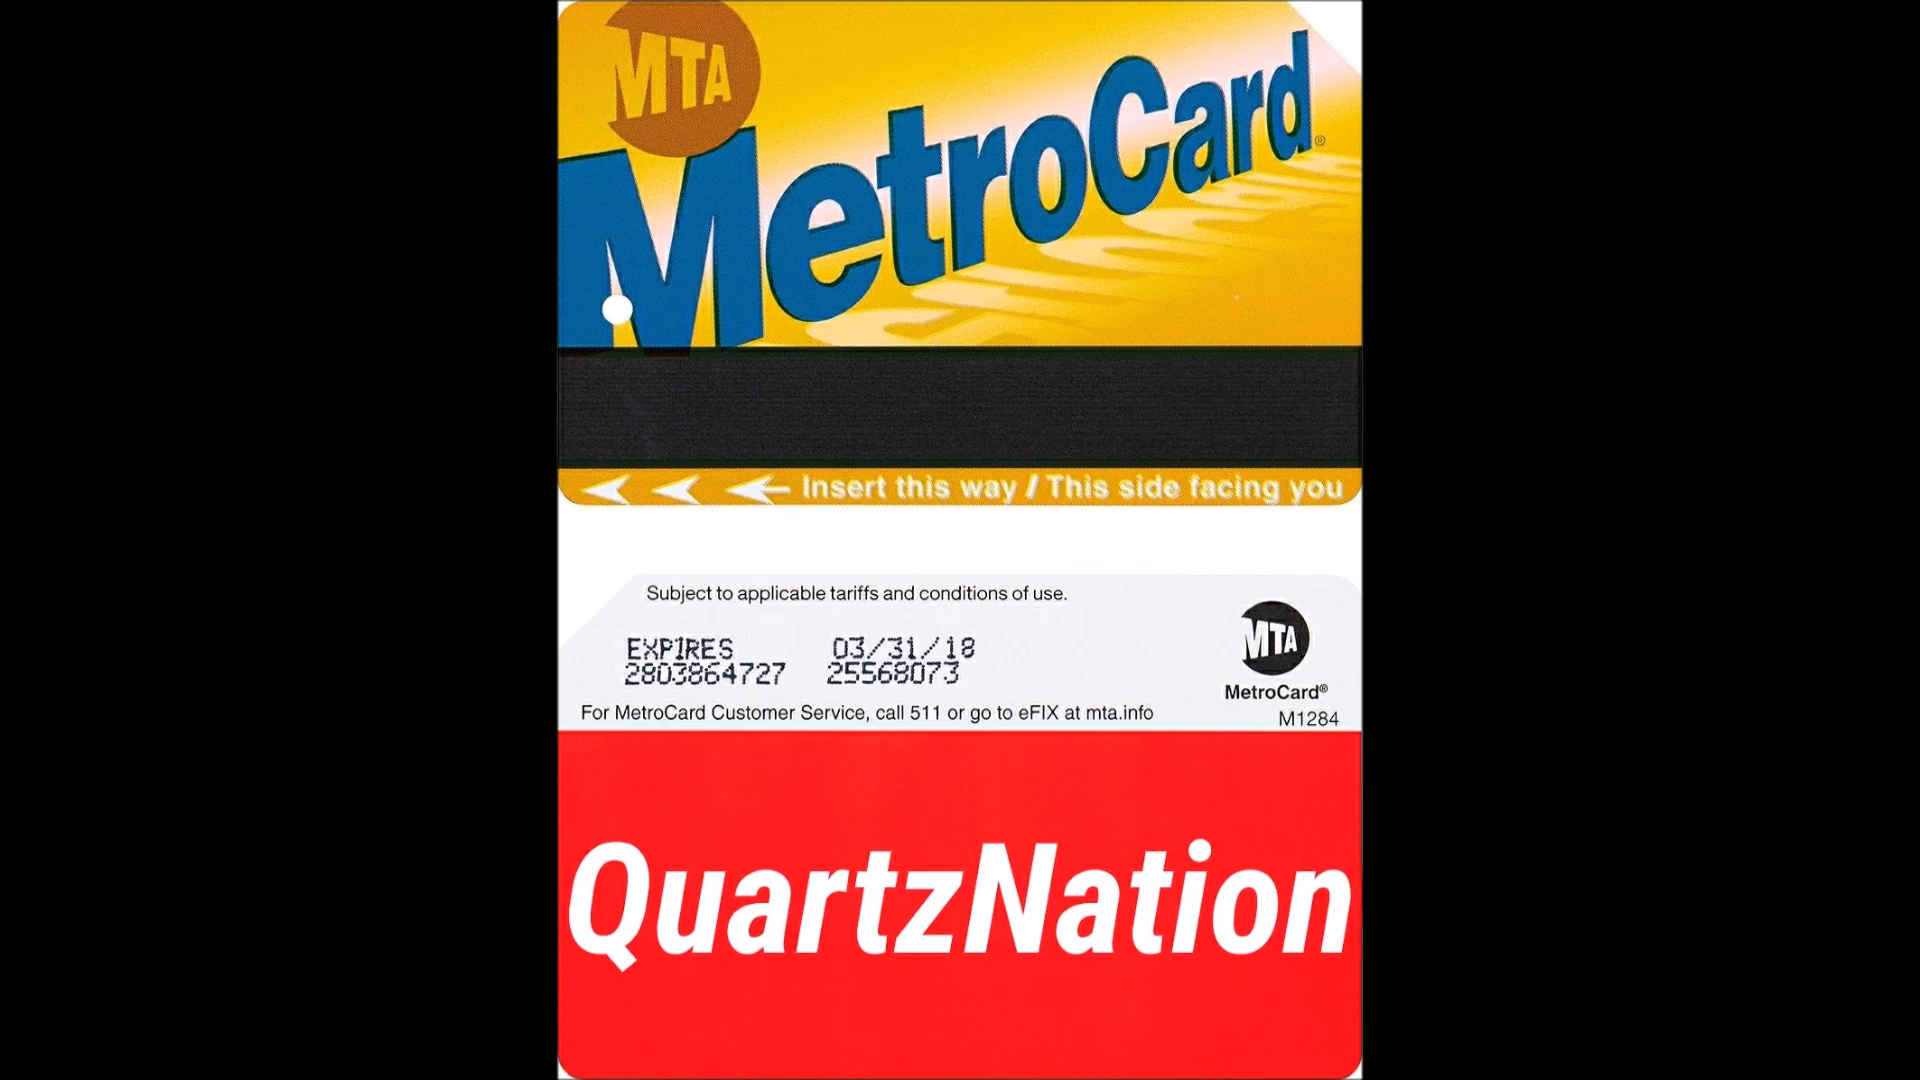 MTA
MetroCard®
Insert this way / This side facing you
Subject to applicable tariffs and conditions of use.
EXPIRES 03/31/18
2803864727 25568073
MTA
MetroCard®
For MetroCard Customer Service, call 511 or go to eFIX at mta.info
M1284
QuartzNation